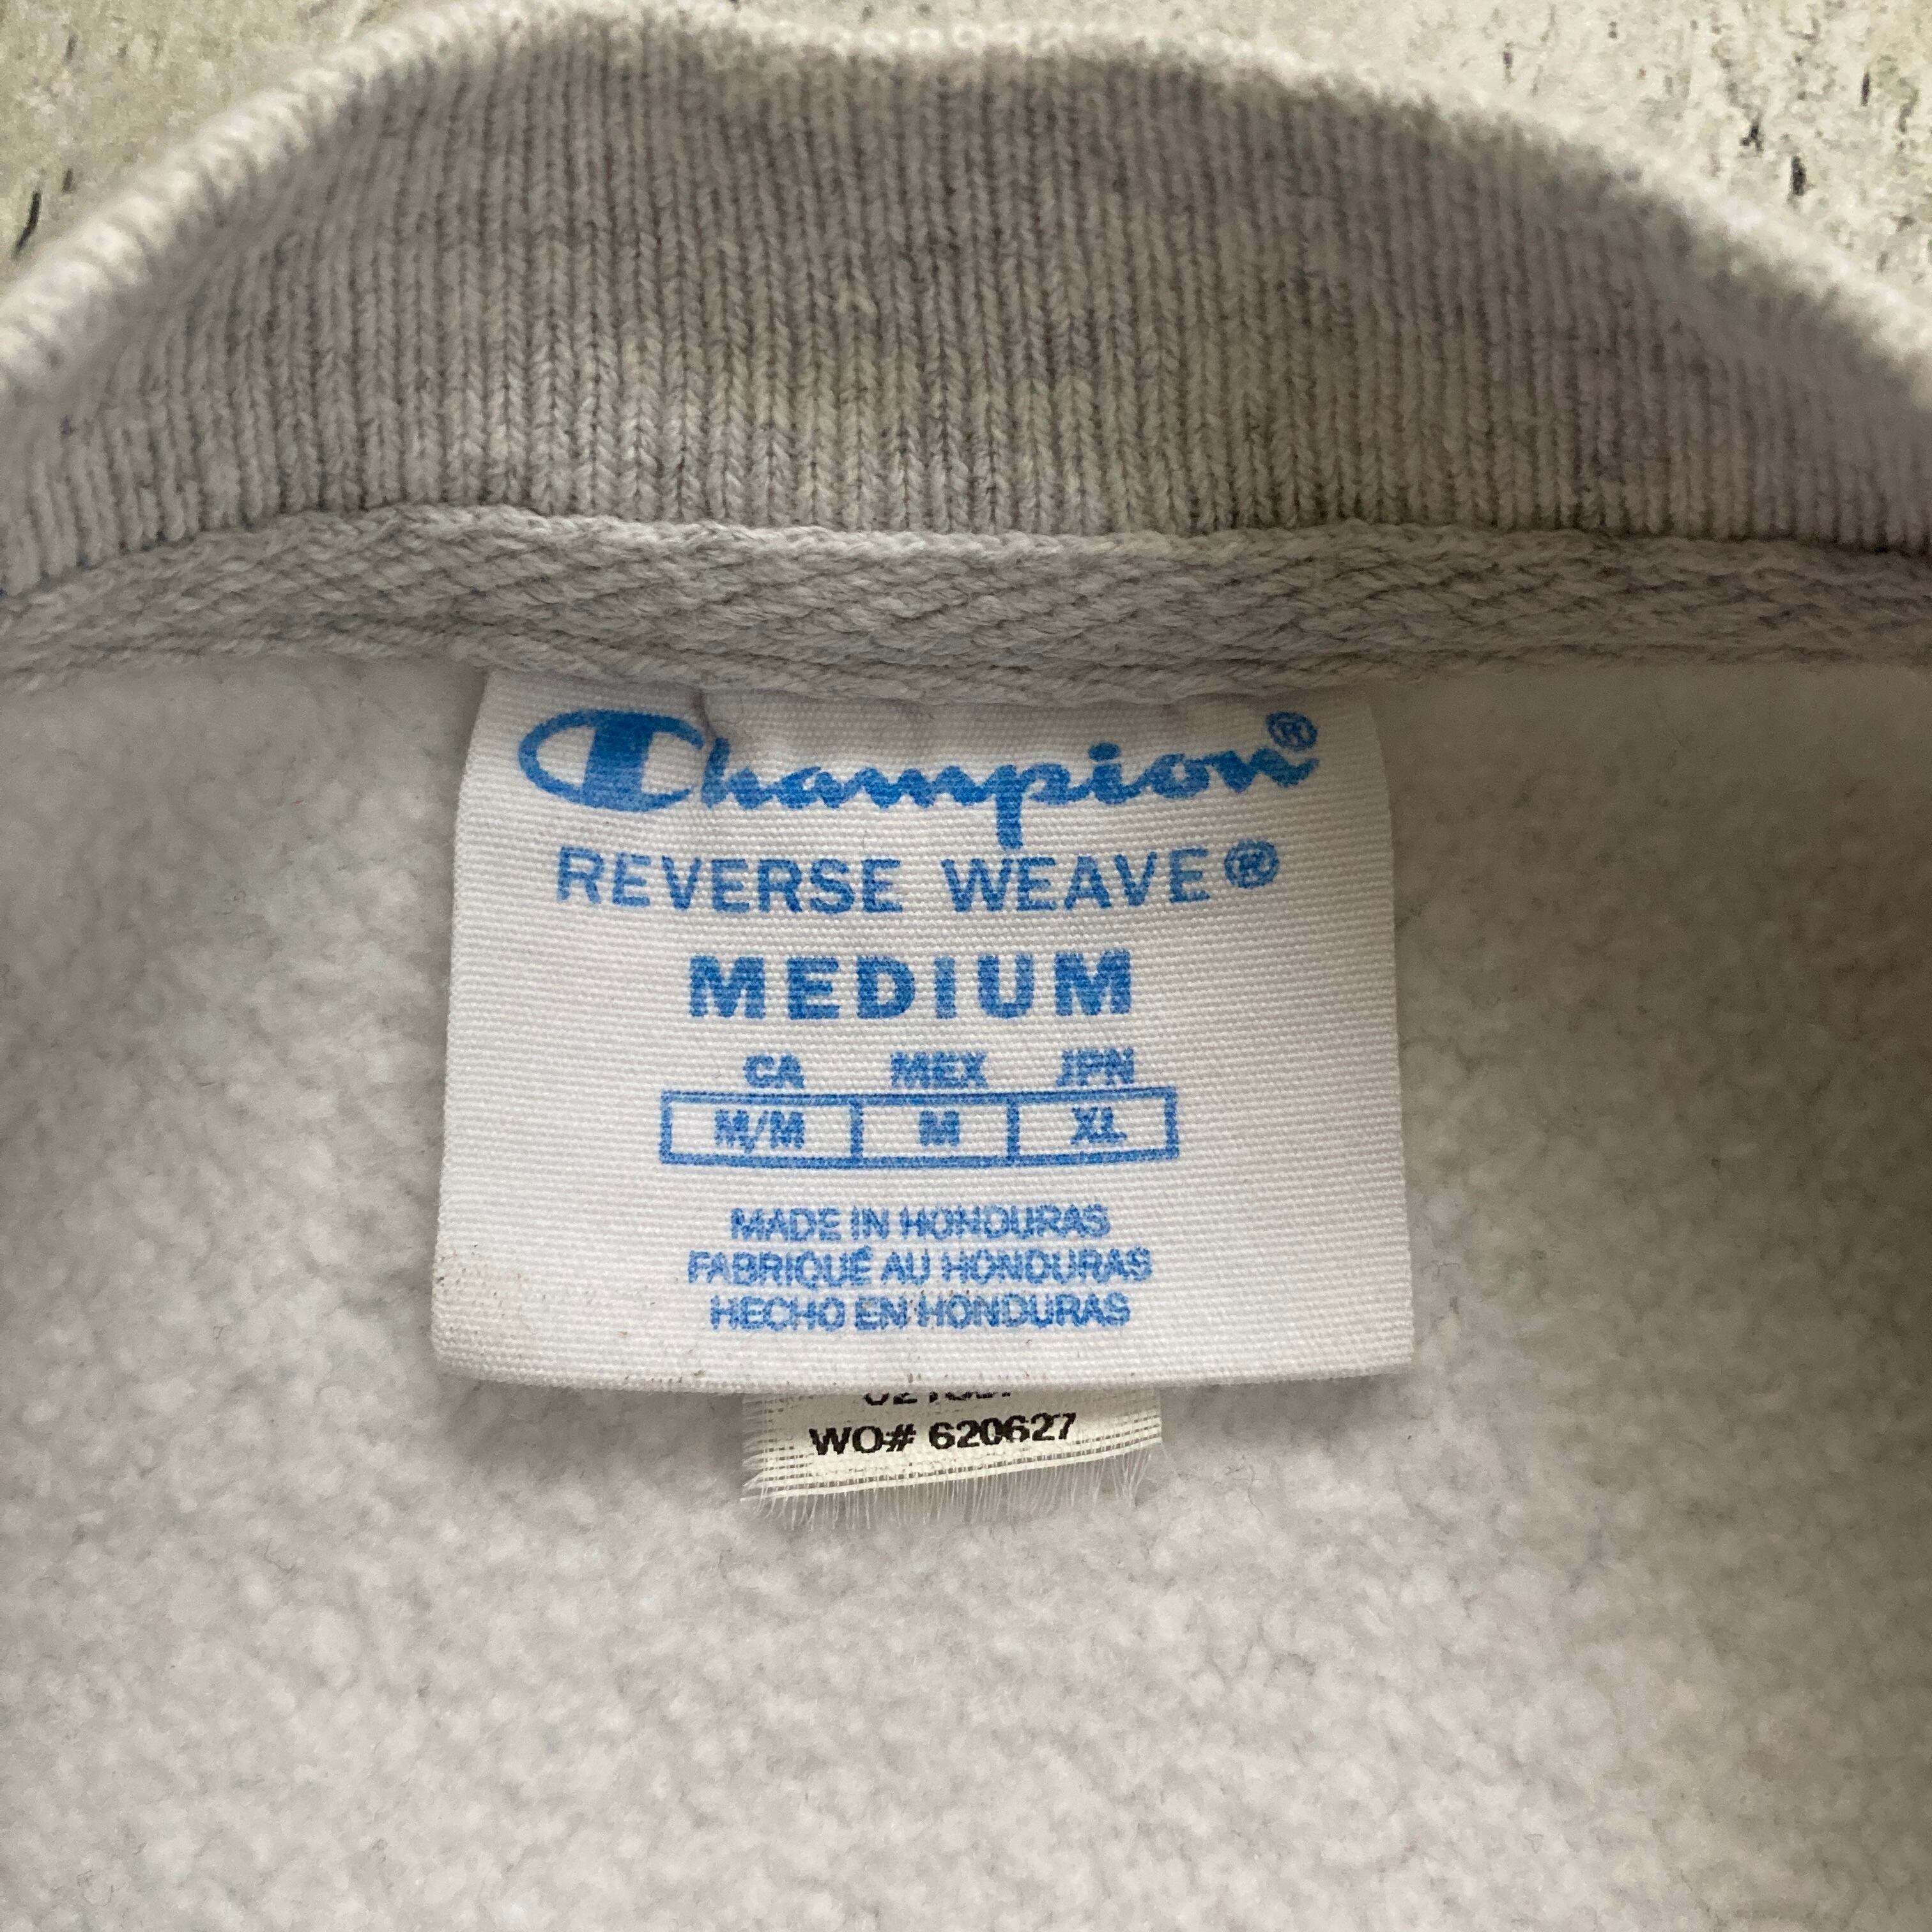 Champion®
REVERSE WEAVE®
MEDIUM
CA MEX JPN
M/M M XL
MADE IN HONDURAS
FABRIQUÉ AU HONDURAS
HECHO EN HONDURAS
WO# 620627